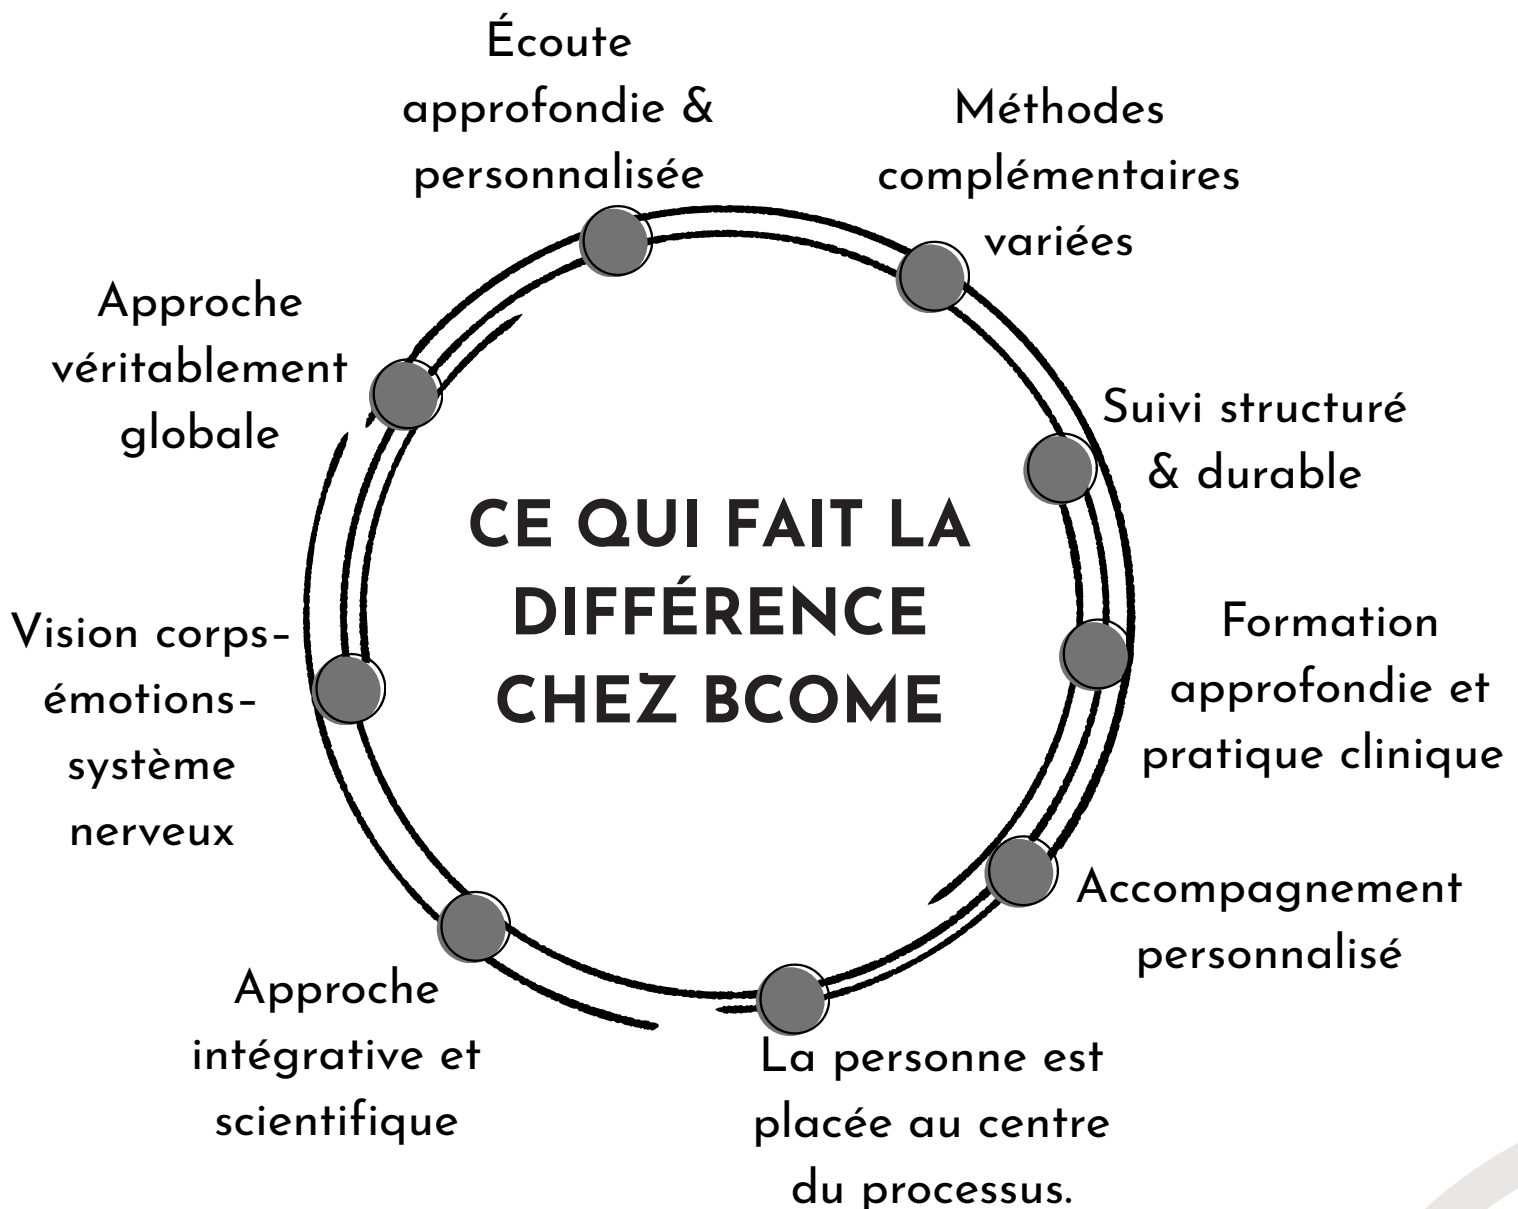 Écoute
approfondie &
personnalisée
Méthodes
complémentaires
variées
Suivi structuré
& durable
Formation
approfondie et
pratique clinique
Accompagnement
personnalisé
La personne est
placée au centre
du processus.
Approche
intégrative et
scientifique
Vision corps-
émotions-
système
nerveux
Approche
véritablement
globale
CE QUI FAIT LA
DIFFÉRENCE
CHEZ BCOME